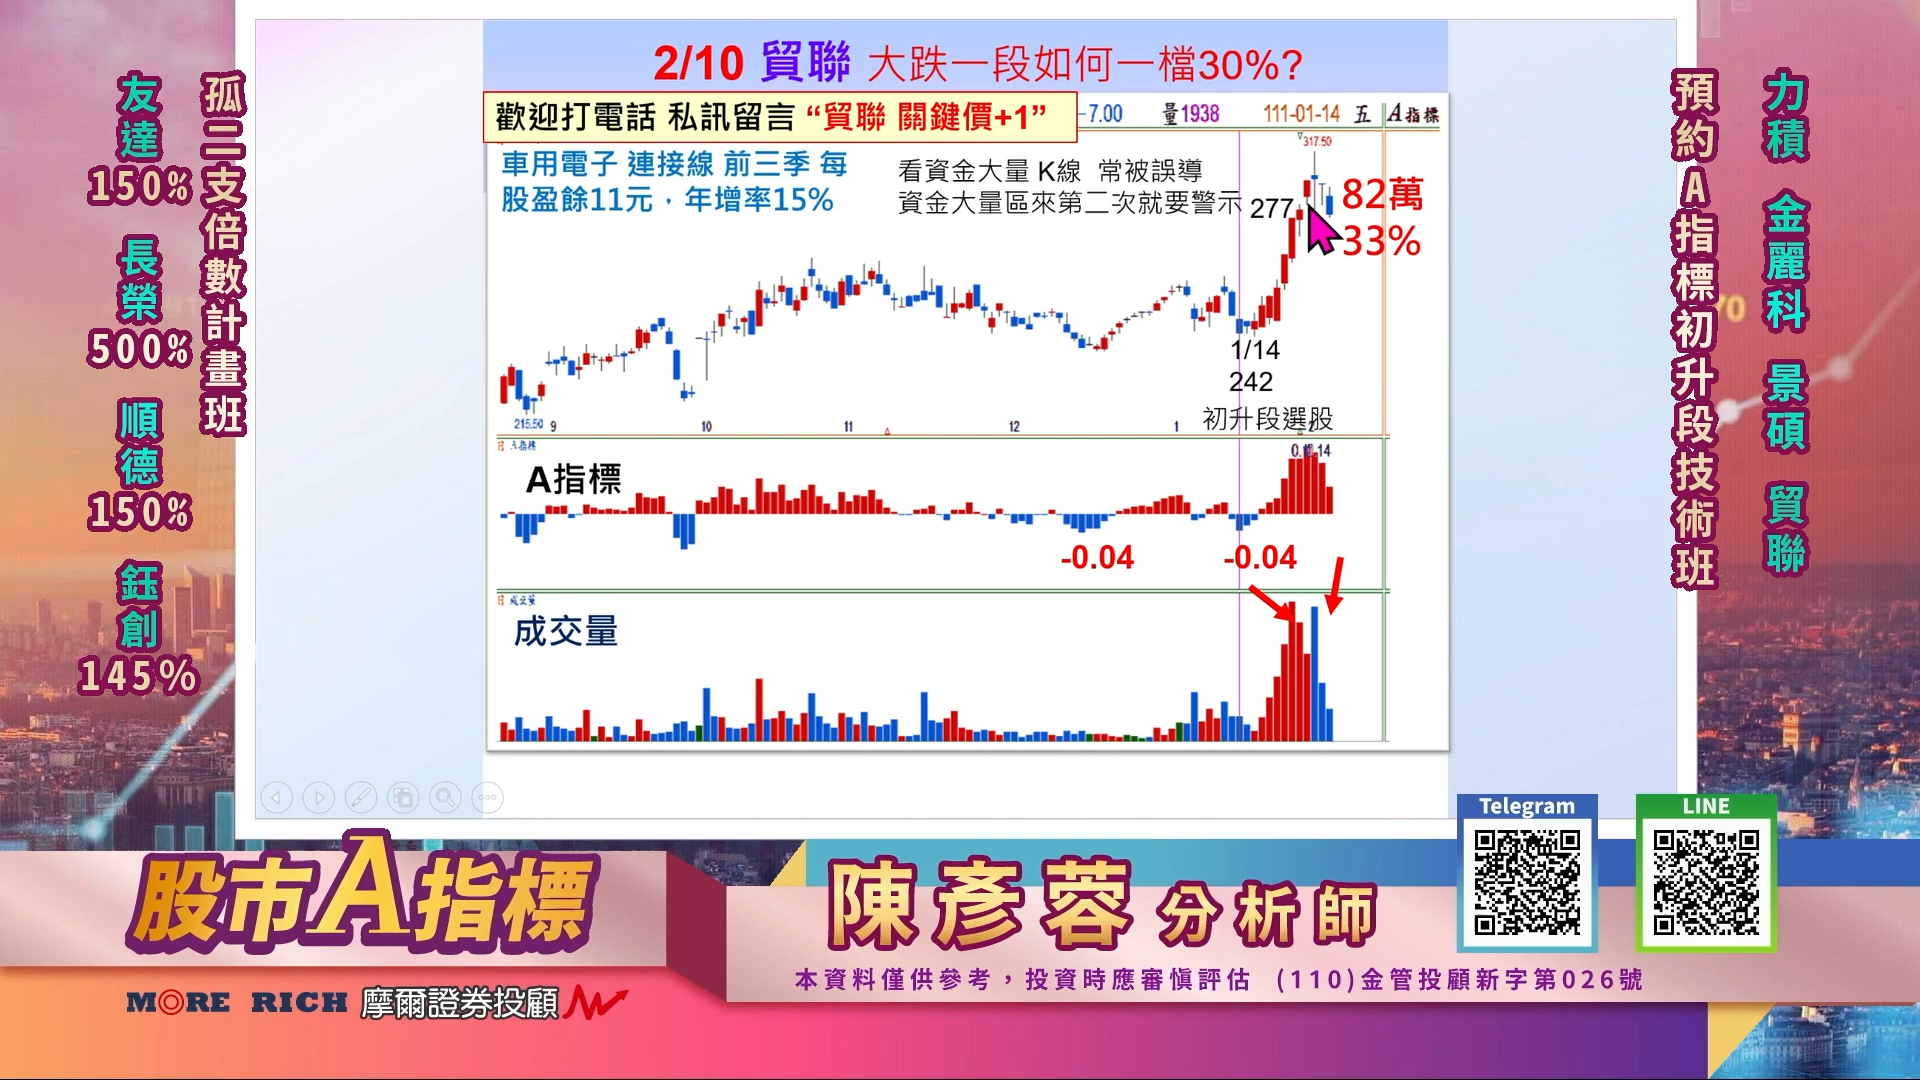 2/10 貿聯 大跌一段如何一檔30%?
歡迎打電話 私訊留言 “貿聯 關鍵價+1”
-7.00 量1938 111-01-14 五 A指標
車用電子 連接線 前三季 每
股盈餘11元，年增率15%
看資金大量 K線 常被誤導
資金大量區來第二次就要警示
317.50
277
82萬
33%
1/14
242
初升段選股
215.50 9 10 11 12 1 2
日 A指標
A指標
-0.04 -0.04
日 成交量
成交量
孤二支倍數計畫班
友達
150%
長榮
500%
順德
150%
鈺創
145%
預約A指標初升段技術班
力積 金麗科 景碩 貿聯
70
Telegram
LINE
股市A指標
陳彥蓉 分析師
本資料僅供參考，投資時應審慎評估 (110)金管投顧新字第026號
MORE RICH 摩爾證券投顧